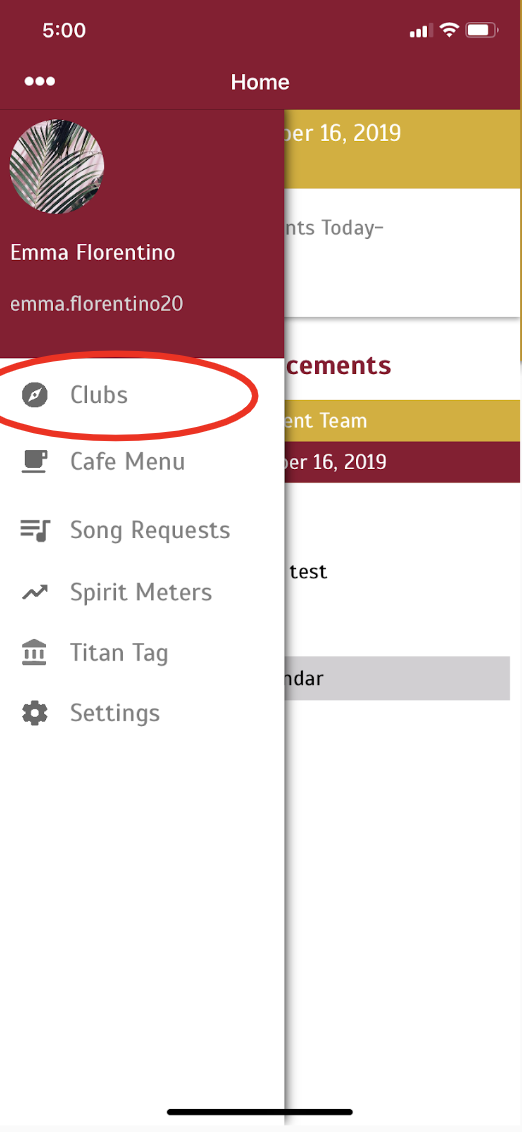 5:00
Home
ber 16, 2019
Emma Florentino
nts Today-
emma.florentino20
cements
Clubs
ent Team
Cafe Menu
ber 16, 2019
Song Requests
test
Spirit Meters
Titan Tag
ndar
Settings